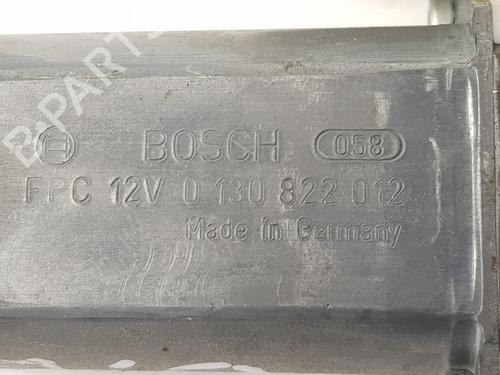 B-PARTS
BOSCH 058
FPC 12V 0 130 822 012
Made in Germany